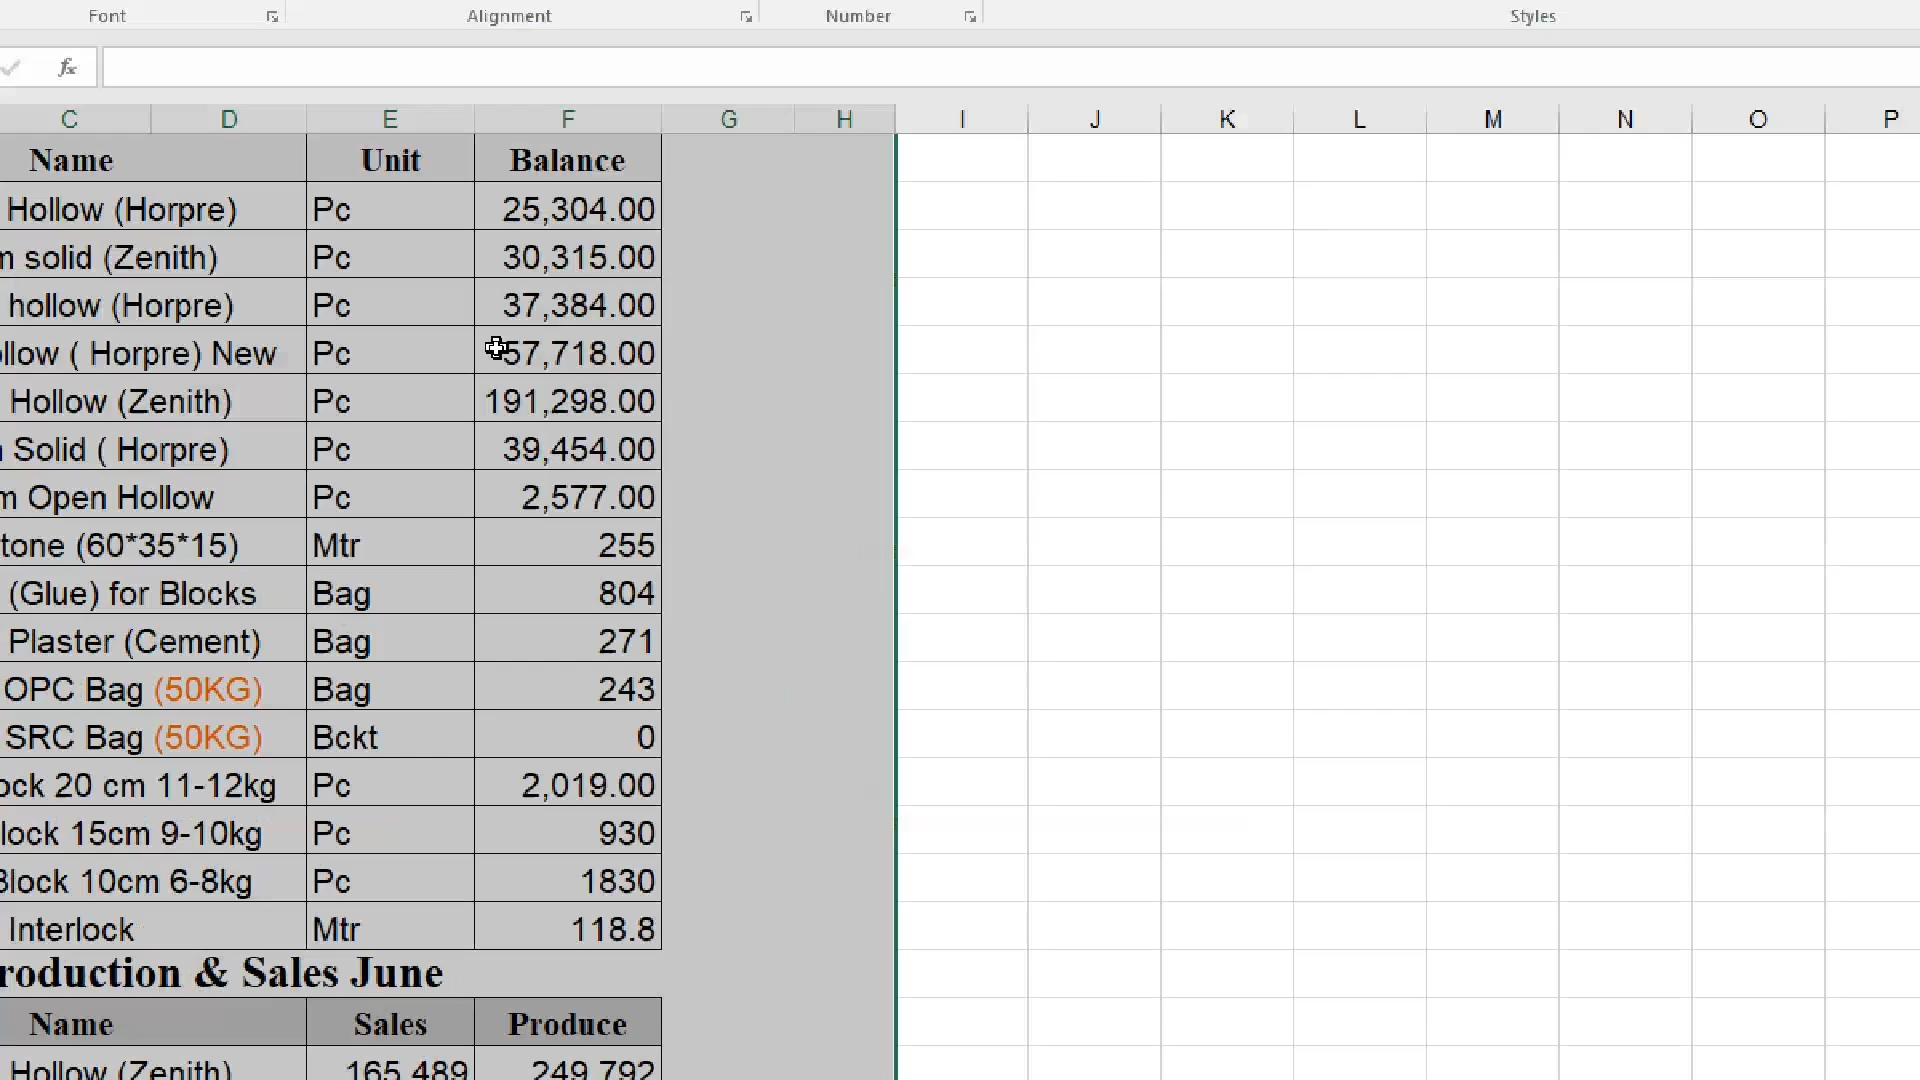 Font Alignment Number Styles
fx
C D E F G H I J K L M N O P
Name Unit Balance
Hollow (Horpre) Pc 25,304.00
m solid (Zenith) Pc 30,315.00
hollow (Horpre) Pc 37,384.00
ollow ( Horpre) New Pc 57,718.00
Hollow (Zenith) Pc 191,298.00
Solid ( Horpre) Pc 39,454.00
m Open Hollow Pc 2,577.00
tone (60*35*15) Mtr 255
(Glue) for Blocks Bag 804
Plaster (Cement) Bag 271
OPC Bag (50KG) Bag 243
SRC Bag (50KG) Bckt 0
ock 20 cm 11-12kg Pc 2,019.00
lock 15cm 9-10kg Pc 930
Block 10cm 6-8kg Pc 1830
Interlock Mtr 118.8
roduction & Sales June
Name Sales Produce
Hollow (Zenith) 165,489 249,792